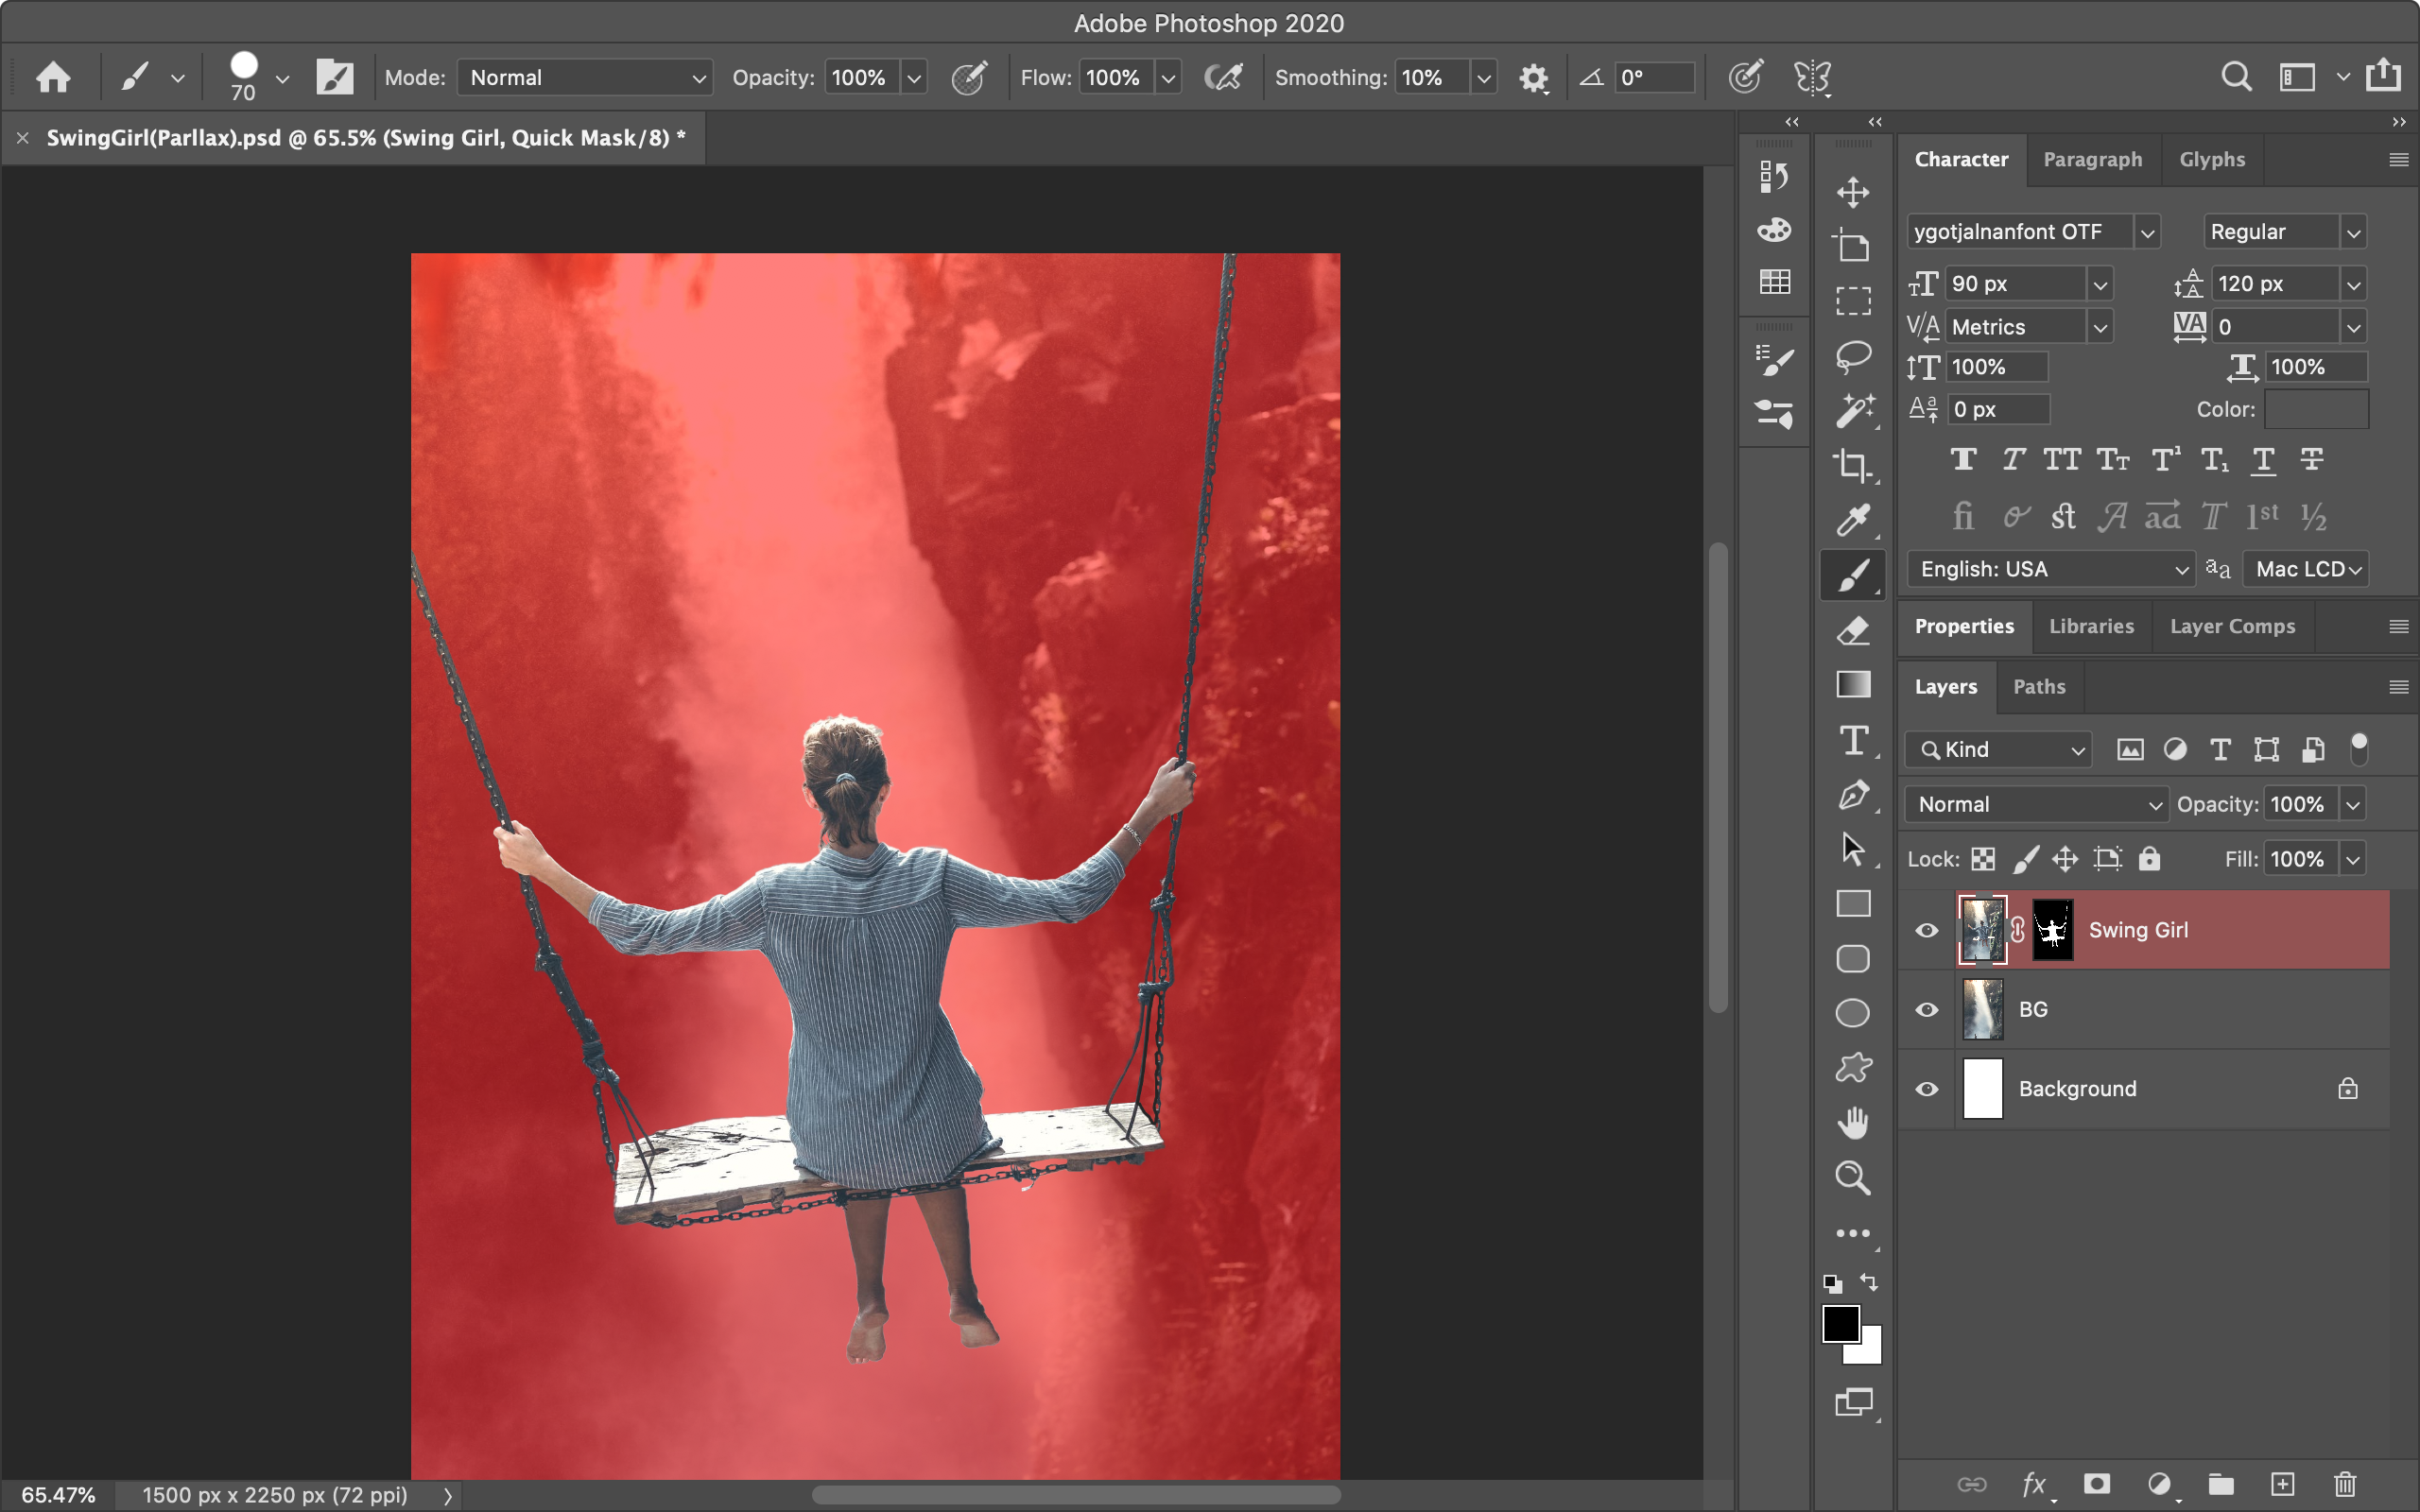 Adobe Photoshop 2020
70
Mode: Normal
Opacity: 100%
Flow: 100%
Smoothing: 10%
0°
SwingGirl(Parllax).psd @ 65.5% (Swing Girl, Quick Mask/8) *
Character
Paragraph
Glyphs
ygotjalnanfont OTF
Regular
90 px
120 px
Metrics
0
100%
100%
0 px
Color:
English: USA
Mac LCD
Properties
Libraries
Layer Comps
Layers
Paths
Kind
Normal
Opacity: 100%
Lock:
Fill: 100%
Swing Girl
BG
Background
65.47%
1500 px x 2250 px (72 ppi)
fx